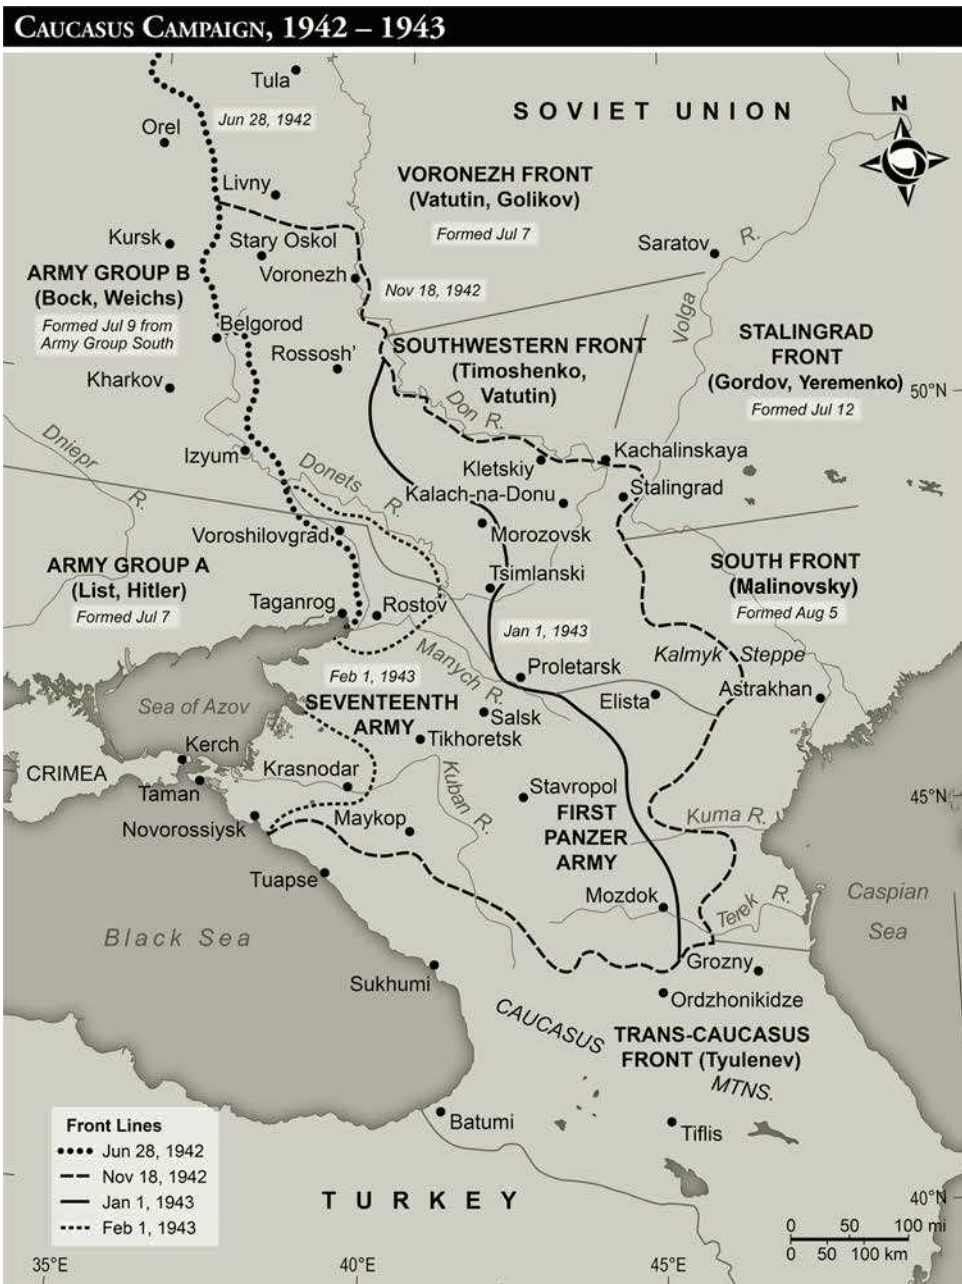 CAUCASUS CAMPAIGN, 1942 – 1943
Tula
SOVIET UNION
N
Jun 28, 1942
Orel
VORONEZH FRONT
(Vatutin, Golikov)
Formed Jul 7
Livny
Kursk
Stary Oskol
Saratov
R.
Volga
Voronezh
ARMY GROUP B
(Bock, Weichs)
Formed Jul 9 from
Army Group South
Nov 18, 1942
Belgorod
Rossosh'
SOUTHWESTERN FRONT
(Timoshenko,
Vatutin)
STALINGRAD
FRONT
(Gordov, Yeremenko)
Formed Jul 12
50°N
Kharkov
Don R.
Dniepr
R.
Izyum
Donets
R.
Kletskiy
Kachalinskaya
Kalach-na-Donu
Stalingrad
Voroshilovgrad
Morozovsk
ARMY GROUP A
(List, Hitler)
Formed Jul 7
SOUTH FRONT
(Malinovsky)
Formed Aug 5
Tsimlanski
Taganrog
Rostov
Jan 1, 1943
Manych R.
Kalmyk Steppe
Feb 1, 1943
Proletarsk
Elista
Astrakhan
Sea of Azov
SEVENTEENTH
ARMY
Salsk
Tikhoretsk
Kerch
CRIMEA
Krasnodar
Taman
Kuban R.
Stavropol
45°N
Novorossiysk
Maykop
FIRST
PANZER
ARMY
Kuma R.
Tuapse
Mozdok
Terek R.
Caspian
Sea
Black Sea
Grozny
Sukhumi
Ordzhonikidze
CAUCASUS
MTNS.
TRANS-CAUCASUS
FRONT (Tyulenev)
Batumi
Tiflis
Front Lines
Jun 28, 1942
Nov 18, 1942
Jan 1, 1943
Feb 1, 1943
TURKEY
40°N
0 50 100 mi
0 50 100 km
35°E
40°E
45°E